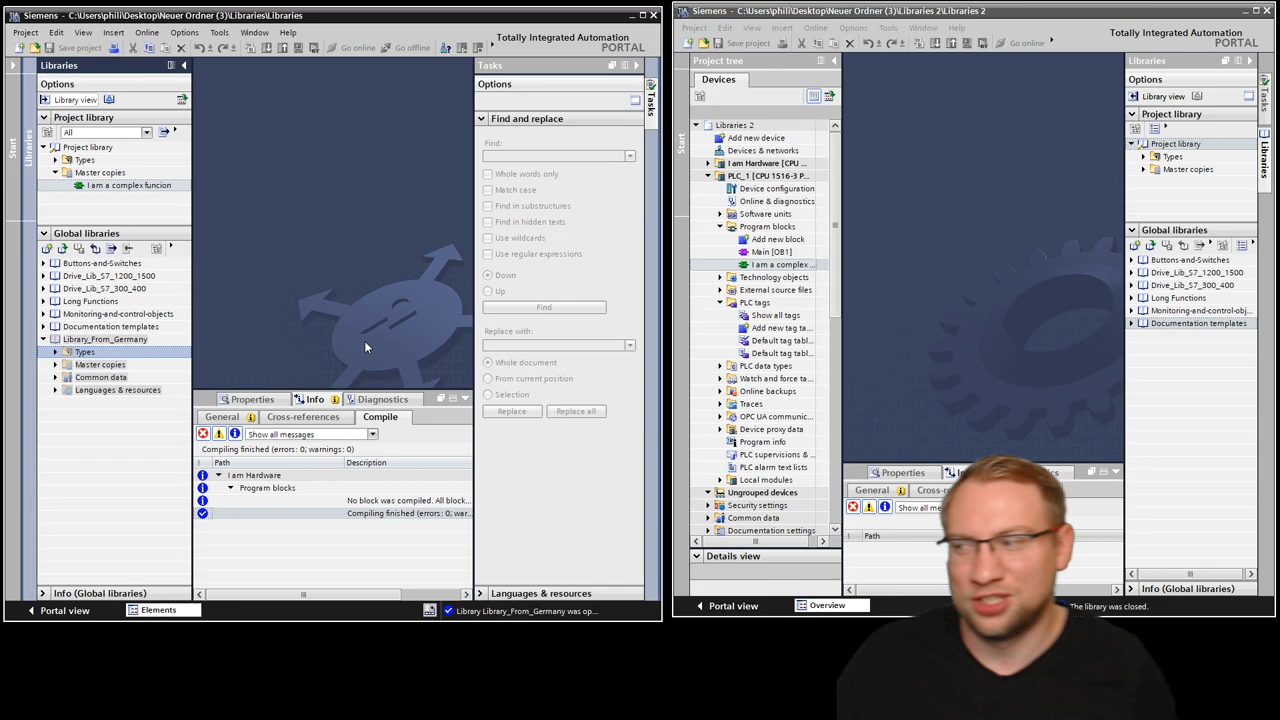 Siemens - C:\Users\phili\Desktop\Neuer Ordner (3)\Libraries\Libraries
Project Edit View Insert Online Options Tools Window Help
Save project
Go online
Go offline
Totally Integrated Automation
PORTAL
Libraries
Options
Library view
Project library
All
Project library
Types
Master copies
I am a complex funcion
Global libraries
Buttons-and-Switches
Drive_Lib_S7_1200_1500
Drive_Lib_S7_300_400
Long Functions
Monitoring-and-control-objects
Documentation templates
Library_From_Germany
Types
Master copies
Common data
Languages & resources
Info (Global libraries)
Start
Libraries
Properties
Info
Diagnostics
General
Cross-references
Compile
Show all messages
Compiling finished (errors: 0; warnings: 0)
!
Path
Description
I am Hardware
Program blocks
No block was compiled. All block...
Compiling finished (errors: 0; war...
Tasks
Options
Find and replace
Find:
Whole words only
Match case
Find in substructures
Find in hidden texts
Use wildcards
Use regular expressions
Down
Up
Find
Replace with:
Whole document
From current position
Selection
Replace
Replace all
Languages & resources
Tasks
Portal view
Elements
Library Library_From_Germany was op...
Siemens - C:\Users\phili\Desktop\Neuer Ordner (3)\Libraries 2\Libraries 2
Project Edit View Insert Online Options Tools Window Help
Save project
Go online
Totally Integrated Automation
PORTAL
Start
Project tree
Devices
Libraries 2
Add new device
Devices & networks
I am Hardware [CPU ...
PLC_1 [CPU 1516-3 P...
Device configuration
Online & diagnostics
Software units
Program blocks
Add new block
Main [OB1]
I am a complex ...
Technology objects
External source files
PLC tags
Show all tags
Add new tag ta...
Default tag tabl...
Default tag tabl...
PLC data types
Watch and force ta...
Online backups
Traces
OPC UA communic...
Device proxy data
Program info
PLC supervisions & ...
PLC alarm text lists
Local modules
Ungrouped devices
Security settings
Common data
Documentation settings
Details view
Properties
General
Show all
Path
Libraries
Options
Library view
Project library
Project library
Types
Master copies
Global libraries
Buttons-and-Switches
Drive_Lib_S7_1200_1500
Drive_Lib_S7_300_400
Long Functions
Monitoring-and-control-obj...
Documentation templates
Info (Global libraries)
Tasks
Libraries
Portal view
Overview
The library was closed.